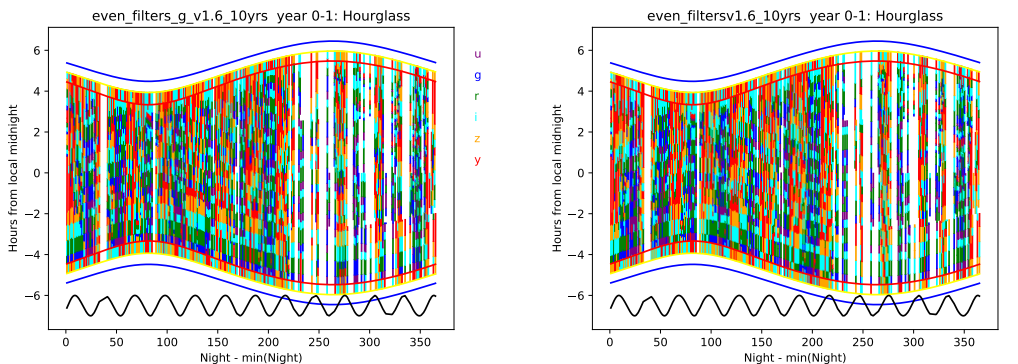 even_filters_g_v1.6_10yrs  year 0-1: Hourglass
Hours from local midnight
6
4
2
0
−2
−4
−6
0 50 100 150 200 250 300 350
Night - min(Night)
u
g
r
i
z
y
even_filtersv1.6_10yrs  year 0-1: Hourglass
Hours from local midnight
6
4
2
0
−2
−4
−6
0 50 100 150 200 250 300 350
Night - min(Night)